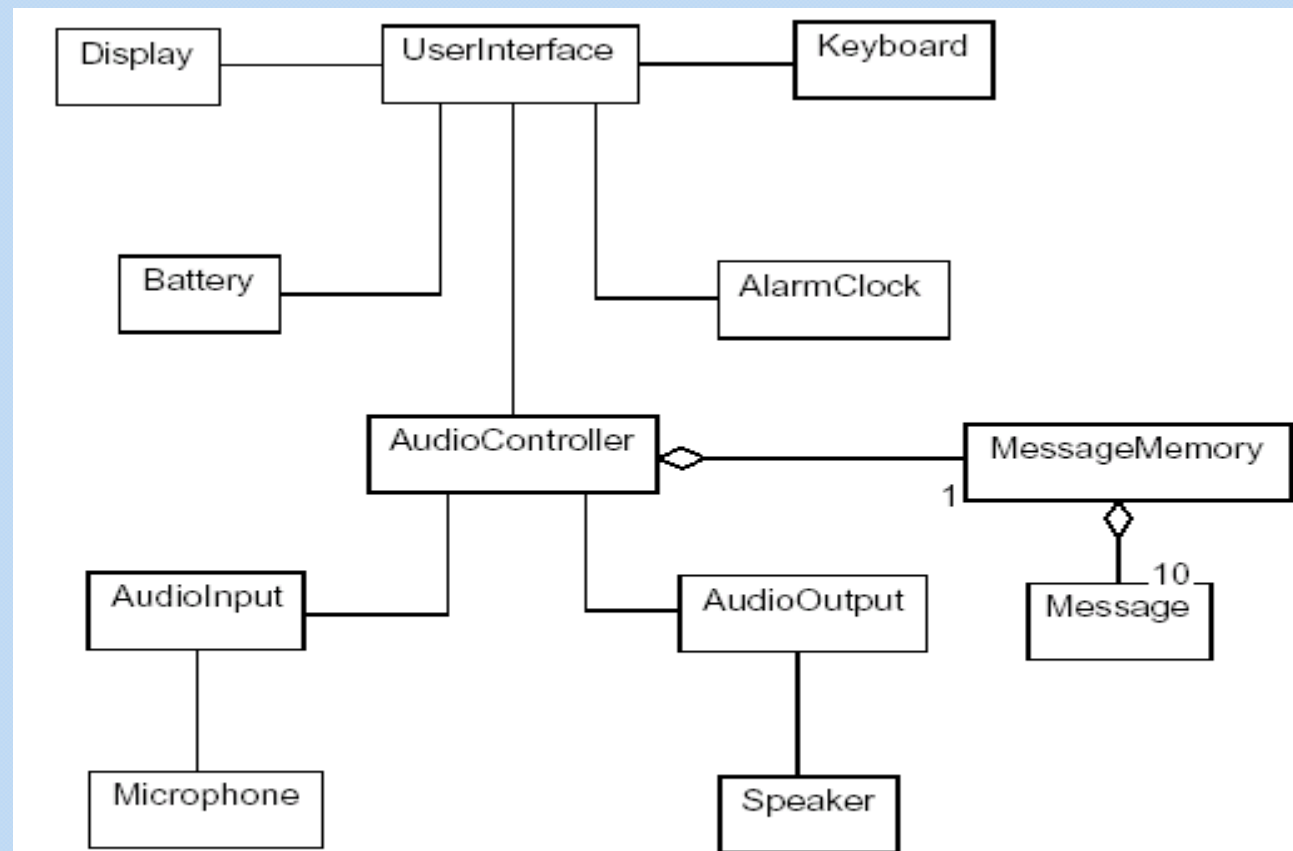 Display
UserInterface
Keyboard
Battery
AlarmClock
AudioController
MessageMemory
1
10
AudioInput
AudioOutput
Message
Microphone
Speaker